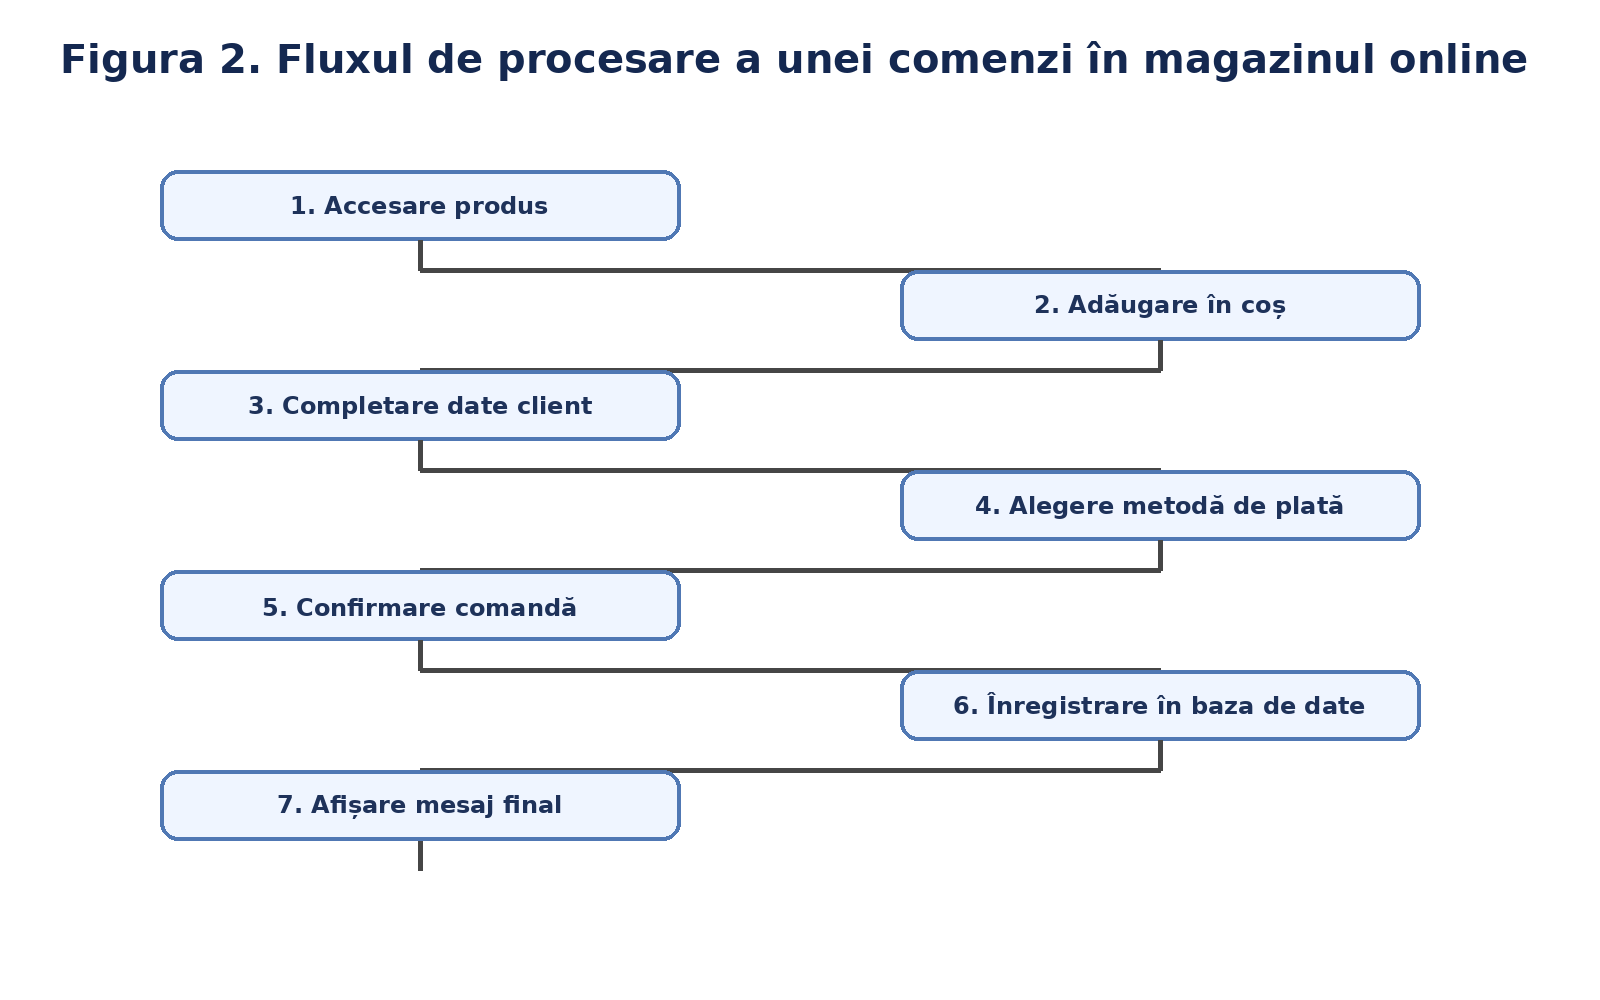 Figura 2. Fluxul de procesare a unei comenzi în magazinul online
1. Accesare produs
2. Adăugare în coș
3. Completare date client
4. Alegere metodă de plată
5. Confirmare comandă
6. Înregistrare în baza de date
7. Afișare mesaj final